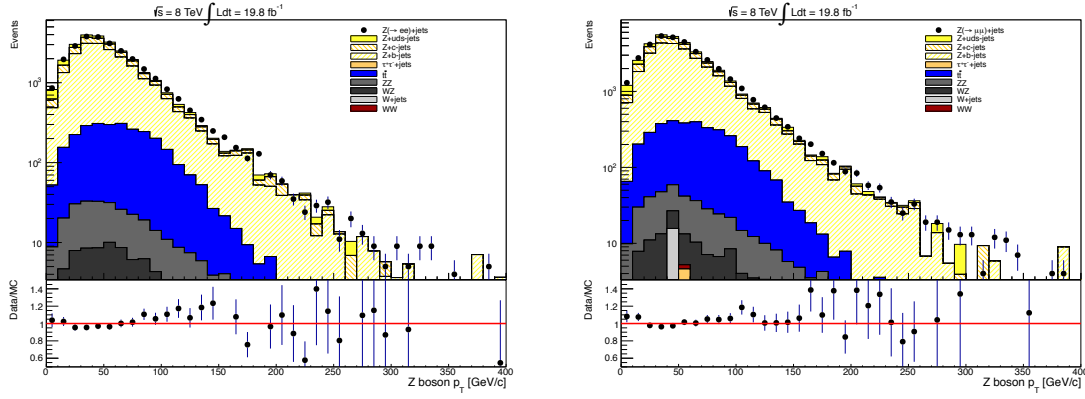 √s = 8 TeV ∫ Ldt = 19.8 fb⁻¹
Events
10³
10²
10
Z(→ ee)+jets
Z+uds-jets
Z+c-jets
Z+b-jets
τ⁺τ⁻+jets
tt̄
ZZ
WZ
W+jets
WW
Data/MC
1.4
1.2
1
0.8
0.6
0 50 100 150 200 250 300 350 400
Z boson p_T [GeV/c]
√s = 8 TeV ∫ Ldt = 19.8 fb⁻¹
Events
10³
10²
10
Z(→ μμ)+jets
Z+uds-jets
Z+c-jets
Z+b-jets
τ⁺τ⁻+jets
tt̄
ZZ
WZ
W+jets
WW
Data/MC
1.4
1.2
1
0.8
0.6
0 50 100 150 200 250 300 350 400
Z boson p_T [GeV/c]